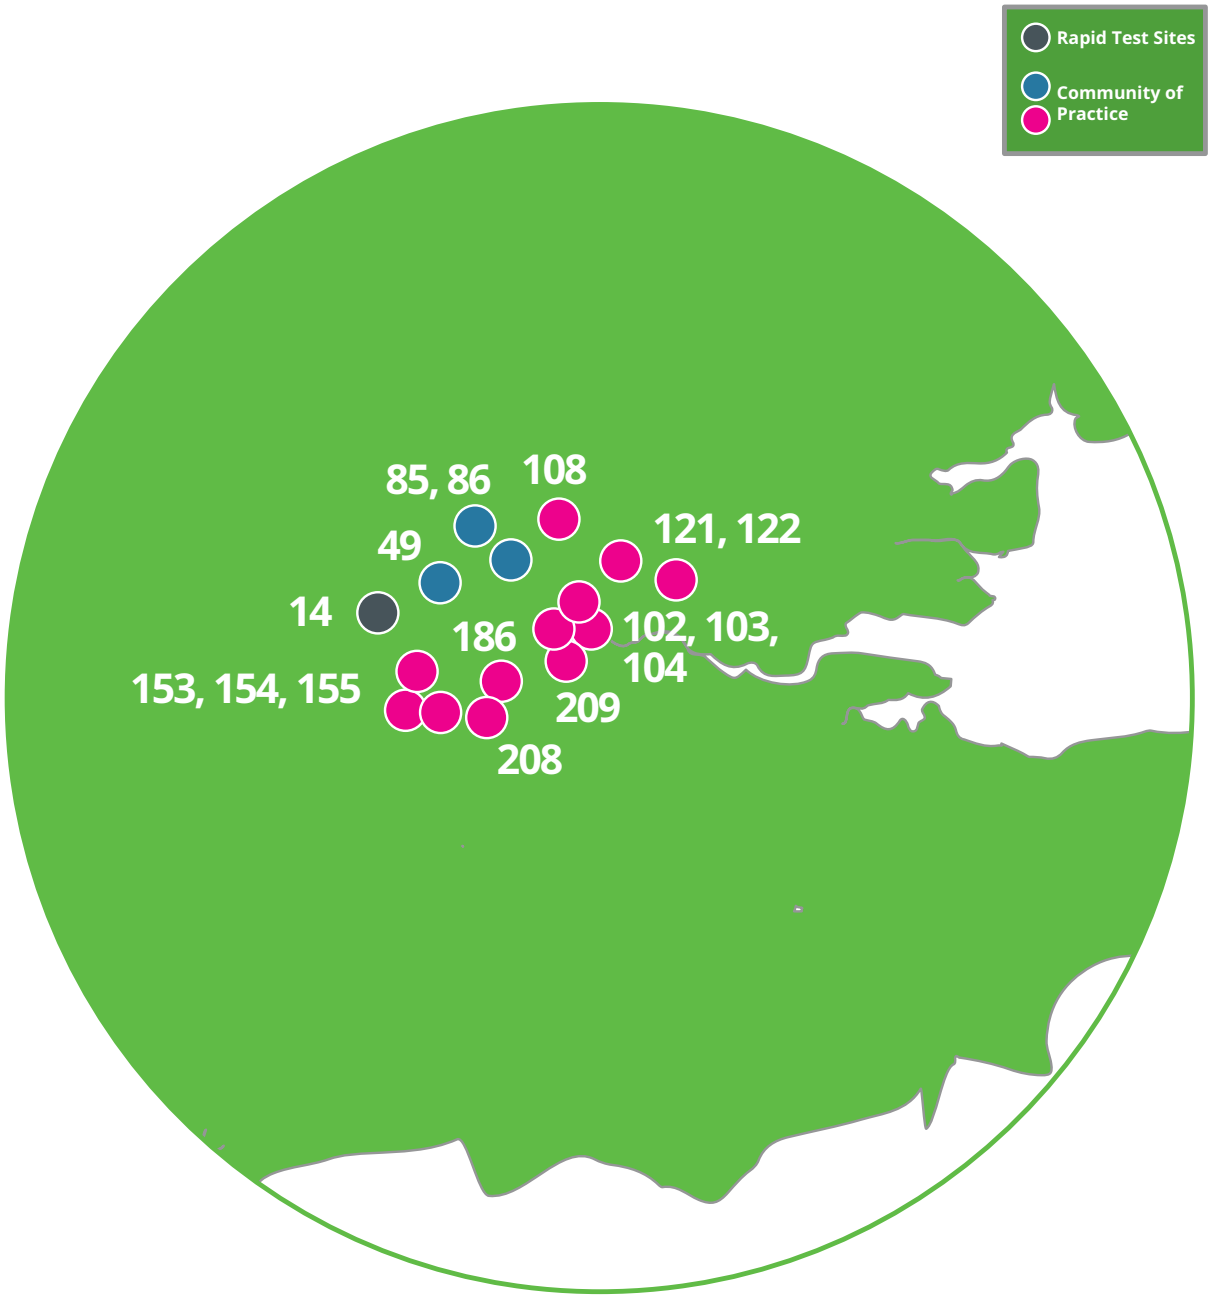 Rapid Test Sites
Community of
Practice
108
85, 86
121, 122
49
14
186
102, 103,
104
153, 154, 155
209
208